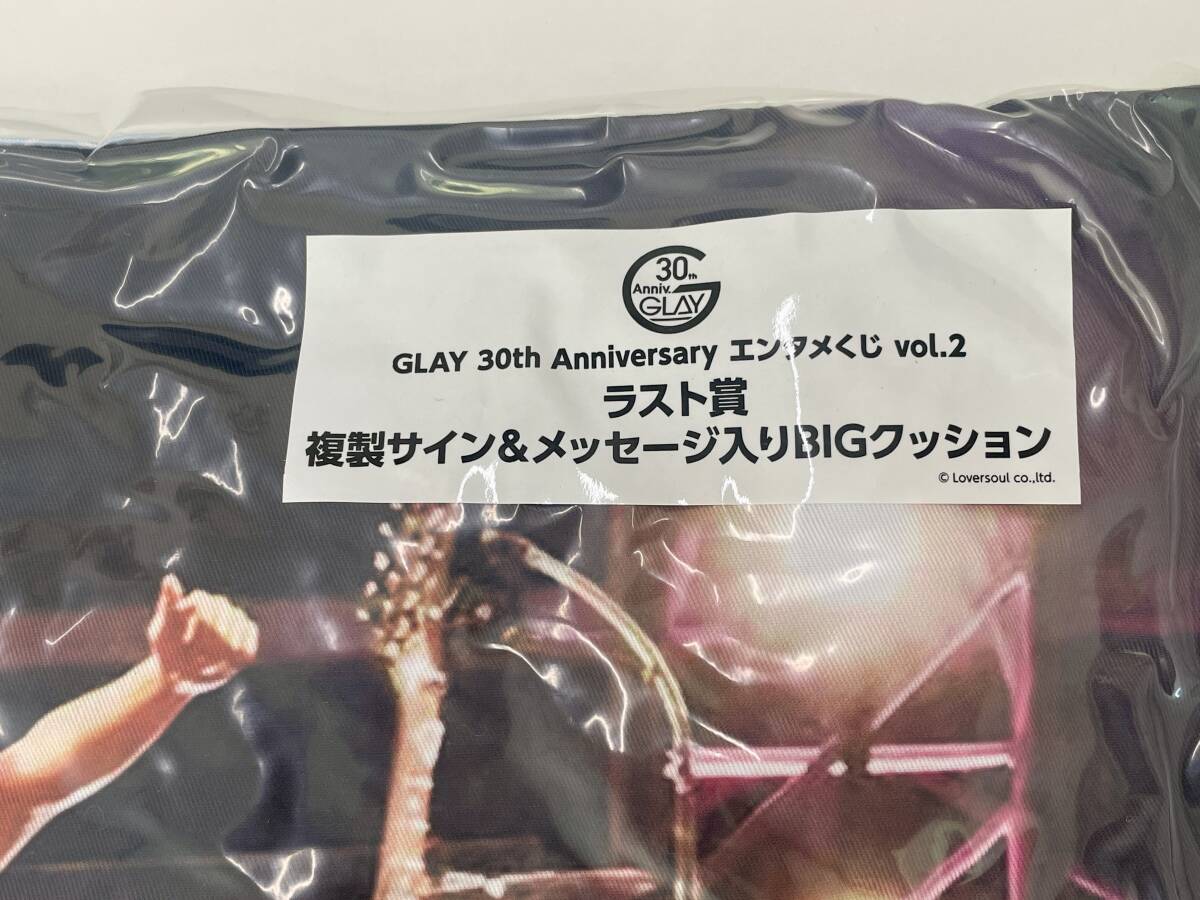 30th
Anniv.
GLAY
GLAY 30th Anniversary エンタメくじ vol.2
ラスト賞
複製サイン&メッセージ入りBIGクッション
© Loversoul co.,ltd.